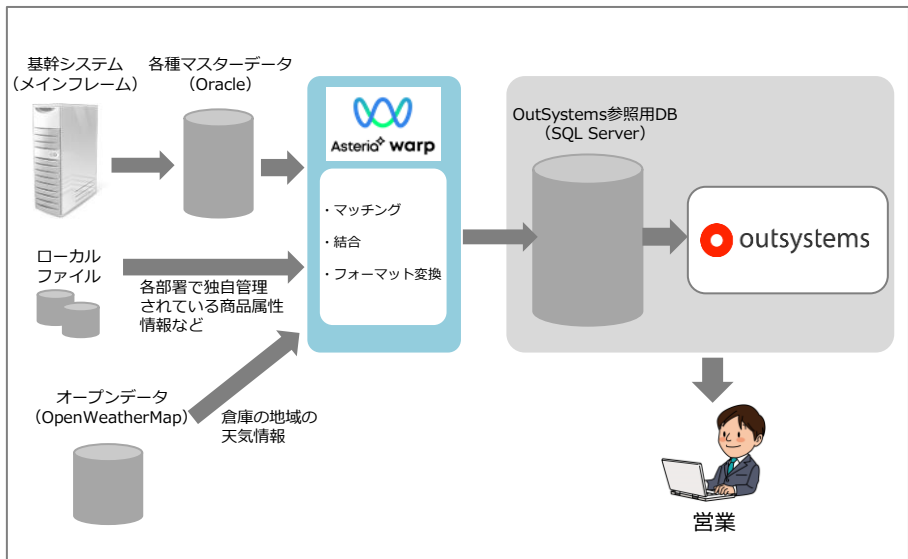 基幹システム
（メインフレーム）
各種マスターデータ
（Oracle）
Asteria warp
・マッチング
・結合
・フォーマット変換
OutSystems参照用DB
（SQL Server）
outsystems
ローカル
ファイル
各部署で独自管理
されている商品属性
情報など
オープンデータ
（OpenWeatherMap）
倉庫の地域の
天気情報
営業